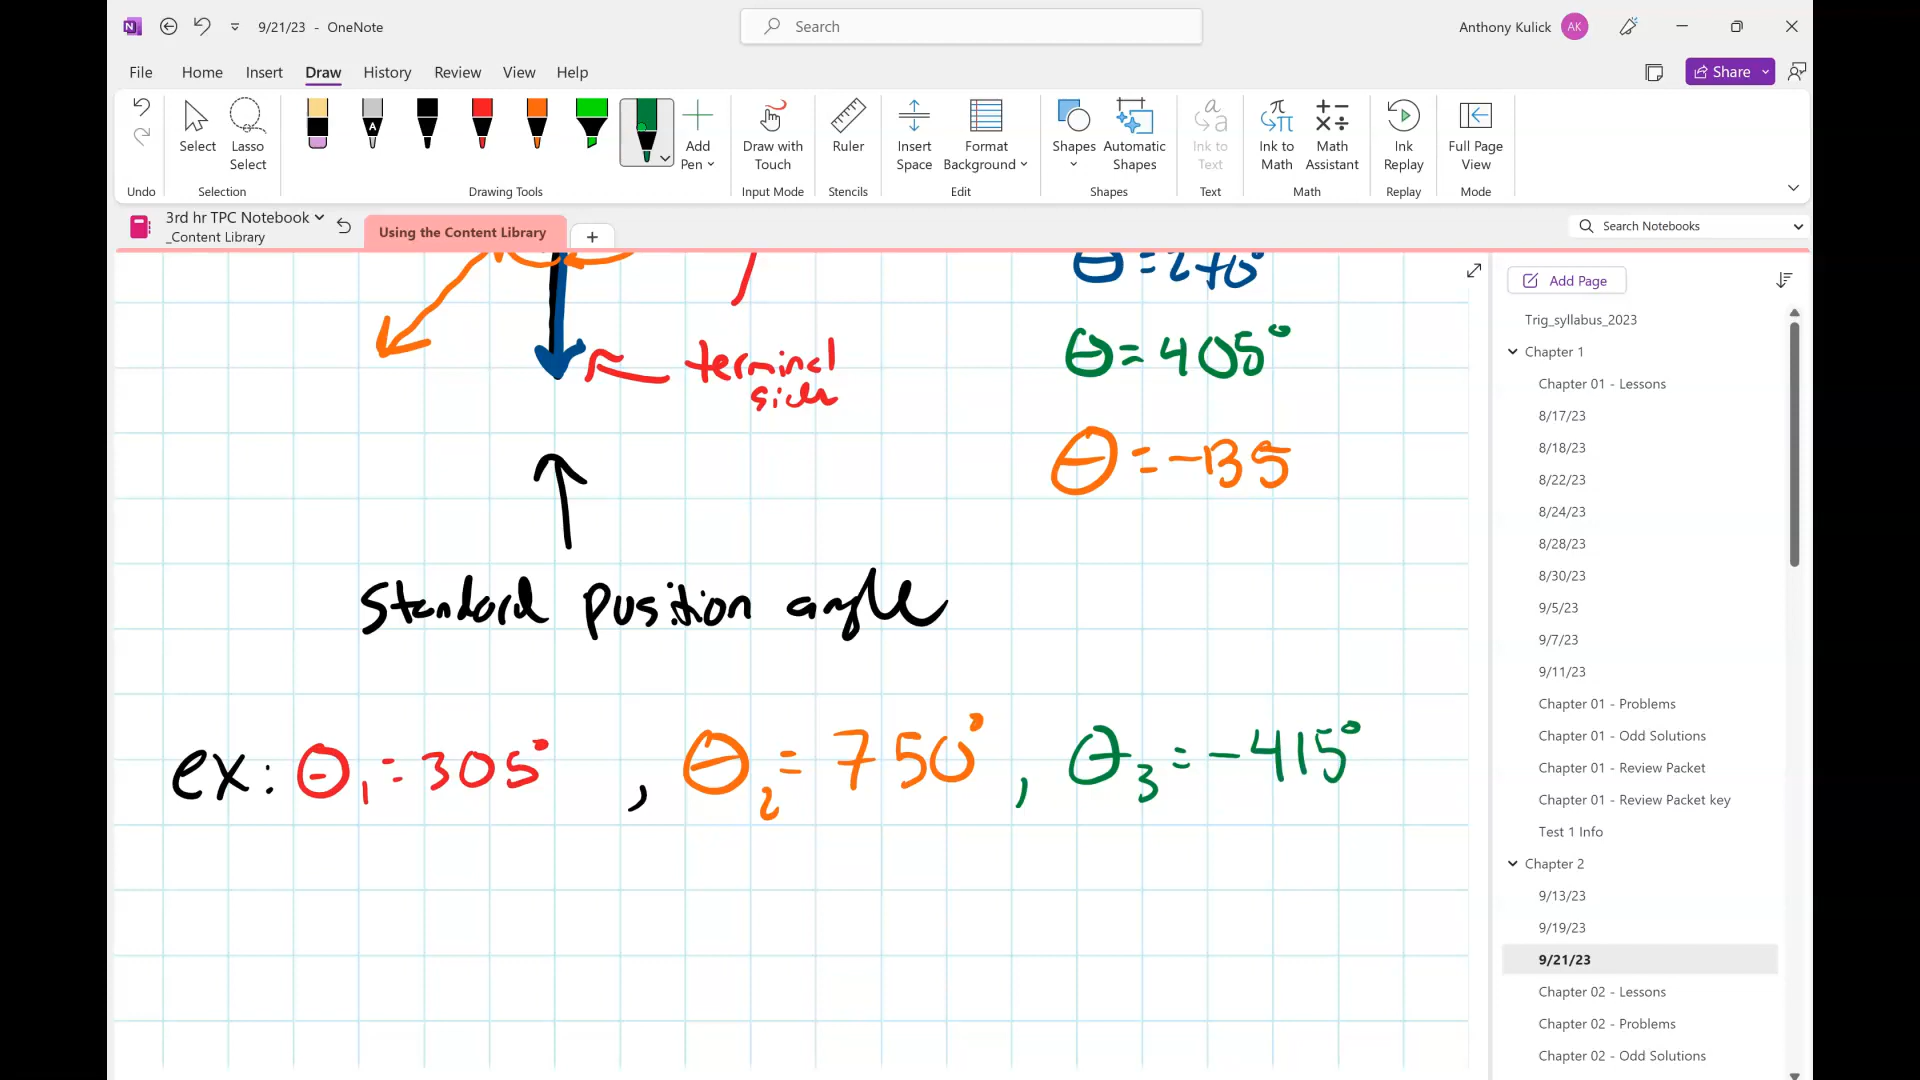 9/21/23 - OneNote
Search
Anthony Kulick AK
File Home Insert Draw History Review View Help
Share
Select
Lasso Select
A
Add Pen
Draw with Touch
Ruler
Insert Space
Format Background
Shapes
Automatic Shapes
Ink to Text
Ink to Math
Math Assistant
Ink Replay
Full Page View
Undo Selection Drawing Tools Input Mode Stencils Edit Shapes Text Math Replay Mode
3rd hr TPC Notebook
_Content Library
Using the Content Library
Search Notebooks
θ = 270°
θ = 405°
terminal
side
θ = -135
standard position angle
ex: θ₁ = 305° , θ₂ = 750° , θ₃ = -415°
Add Page
Trig_syllabus_2023
Chapter 1
Chapter 01 - Lessons
8/17/23
8/18/23
8/22/23
8/24/23
8/28/23
8/30/23
9/5/23
9/7/23
9/11/23
Chapter 01 - Problems
Chapter 01 - Odd Solutions
Chapter 01 - Review Packet
Chapter 01 - Review Packet key
Test 1 Info
Chapter 2
9/13/23
9/19/23
9/21/23
Chapter 02 - Lessons
Chapter 02 - Problems
Chapter 02 - Odd Solutions